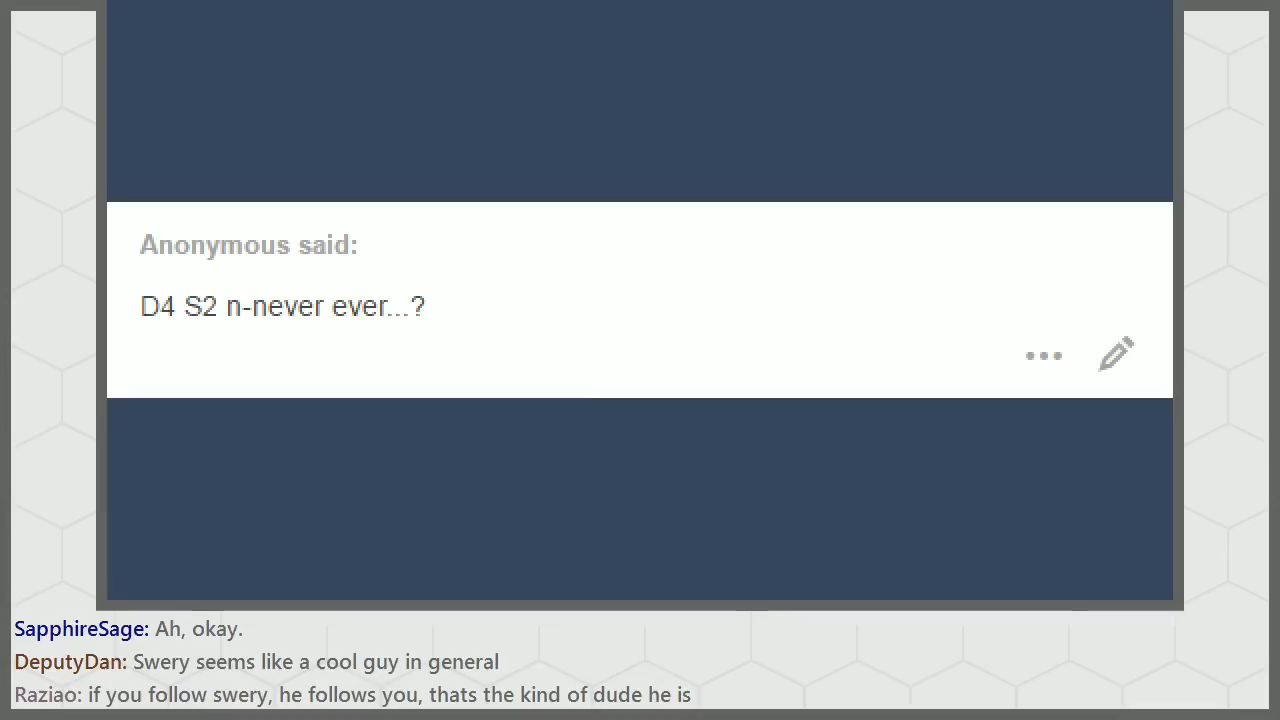 Anonymous said:
D4 S2 n-never ever...?
SapphireSage: Ah, okay.
DeputyDan: Swery seems like a cool guy in general
Raziao: if you follow swery, he follows you, thats the kind of dude he is